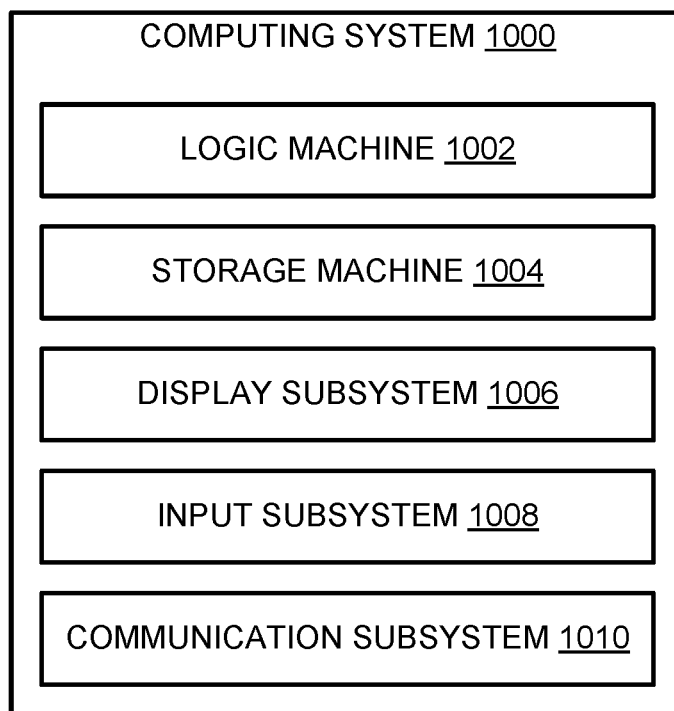 COMPUTING SYSTEM 1000
LOGIC MACHINE 1002
STORAGE MACHINE 1004
DISPLAY SUBSYSTEM 1006
INPUT SUBSYSTEM 1008
COMMUNICATION SUBSYSTEM 1010